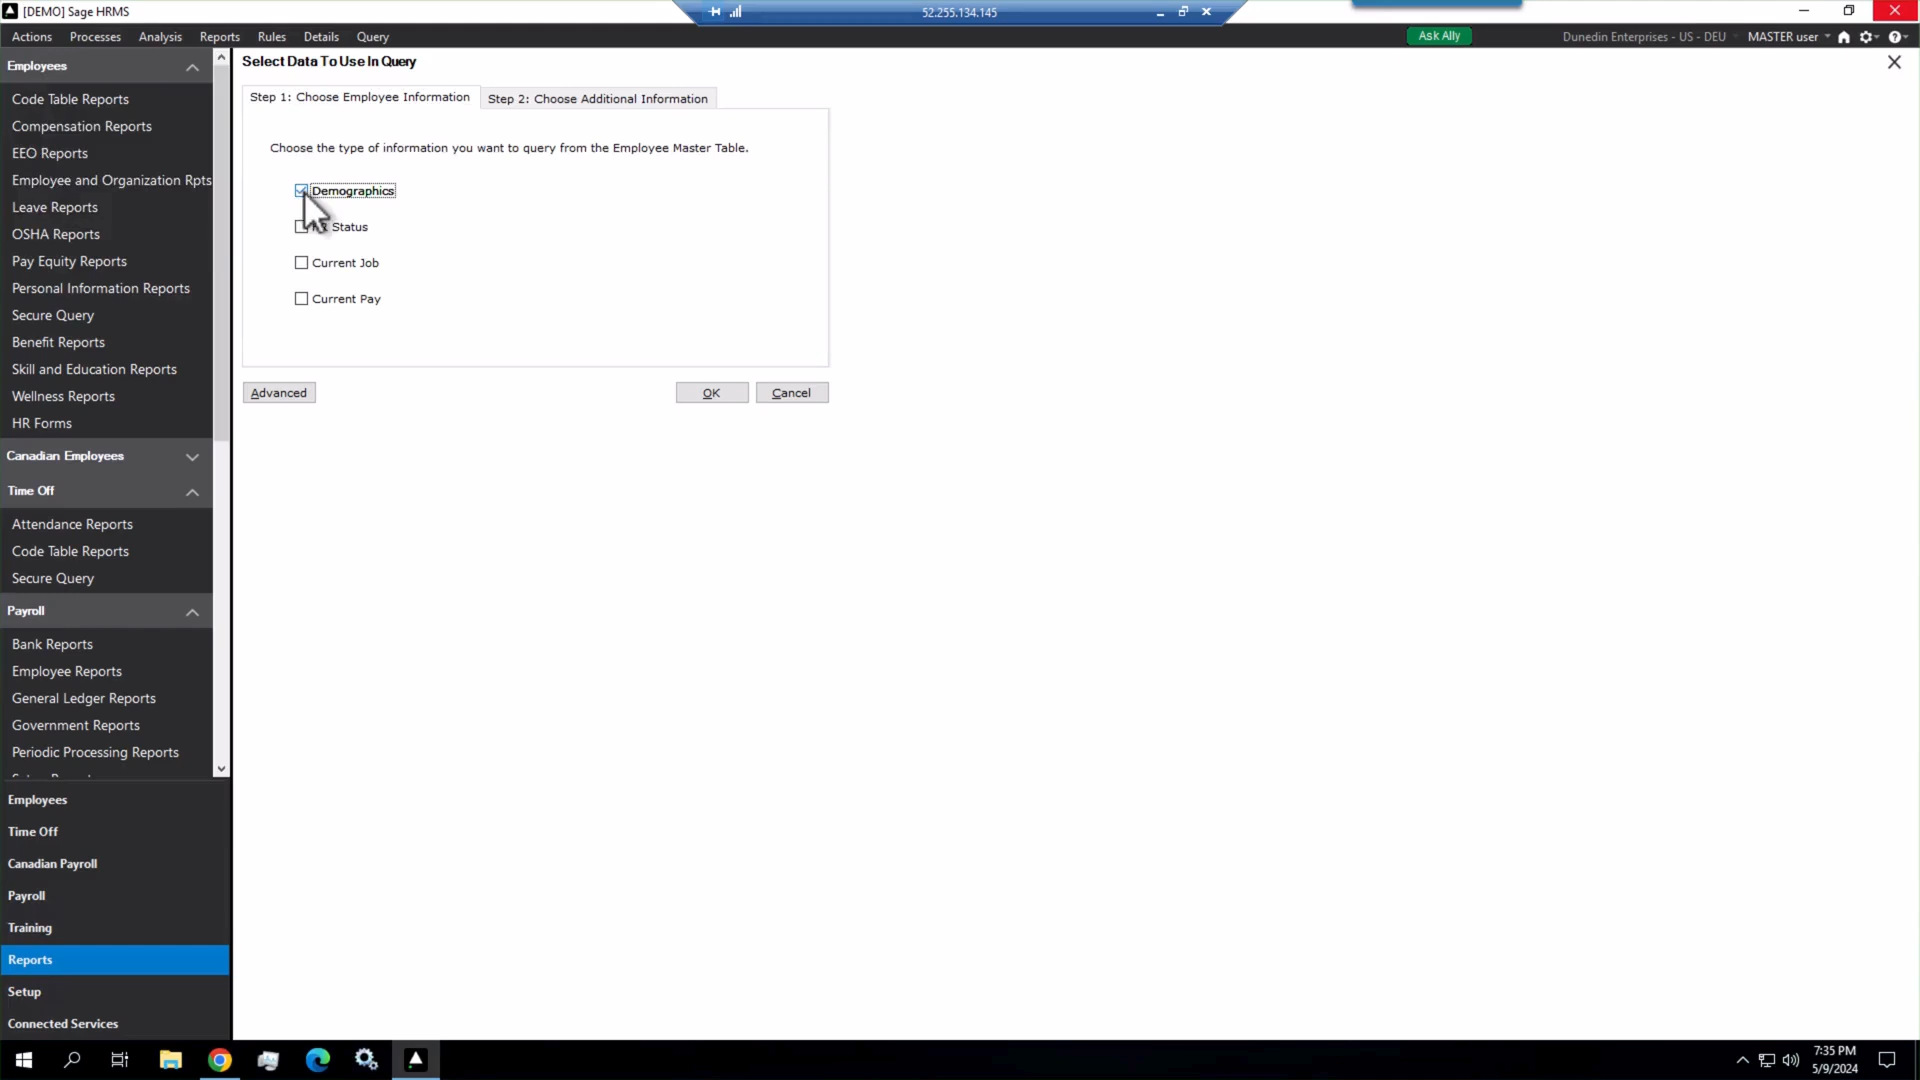 [DEMO] Sage HRMS
52.255.134.145
Actions Processes Analysis Reports Rules Details Query
Ask Ally
Dunedin Enterprises - US - DEU
MASTER user
Employees
Code Table Reports
Compensation Reports
EEO Reports
Employee and Organization Rpts
Leave Reports
OSHA Reports
Pay Equity Reports
Personal Information Reports
Secure Query
Benefit Reports
Skill and Education Reports
Wellness Reports
HR Forms
Canadian Employees
Time Off
Attendance Reports
Code Table Reports
Secure Query
Payroll
Bank Reports
Employee Reports
General Ledger Reports
Government Reports
Periodic Processing Reports
Employees
Time Off
Canadian Payroll
Payroll
Training
Reports
Setup
Connected Services
Select Data To Use In Query
Step 1: Choose Employee Information
Step 2: Choose Additional Information
Choose the type of information you want to query from the Employee Master Table.
Demographics
Status
Current Job
Current Pay
Advanced
OK
Cancel
7:35 PM
5/9/2024